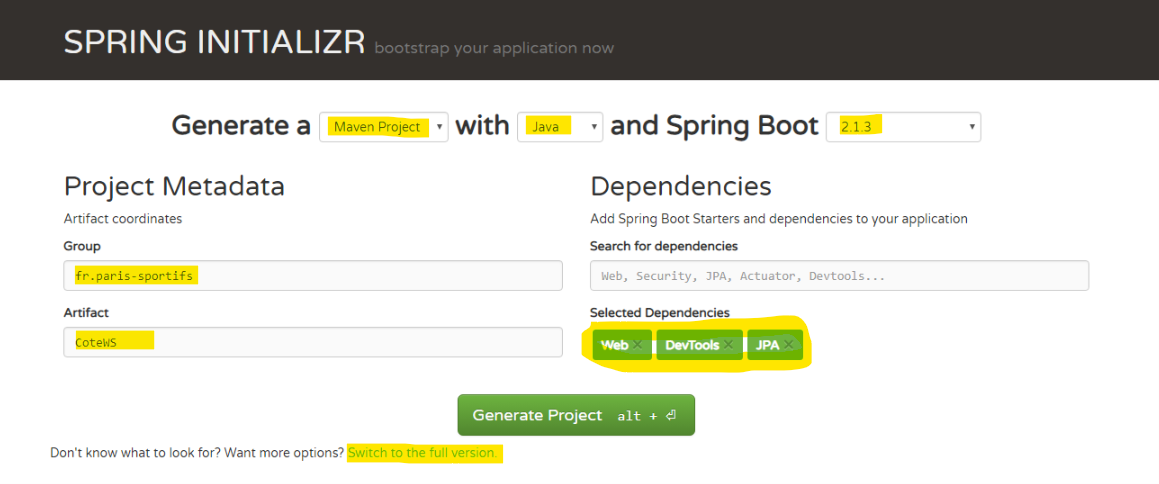 SPRING INITIALIZR bootstrap your application now
Generate a Maven Project with Java and Spring Boot 2.1.3
Project Metadata
Artifact coordinates
Group
fr.paris-sportifs
Artifact
CoteWS
Dependencies
Add Spring Boot Starters and dependencies to your application
Search for dependencies
Web, Security, JPA, Actuator, Devtools...
Selected Dependencies
Web × DevTools × JPA ×
Generate Project alt + ⏎
Don't know what to look for? Want more options? Switch to the full version.